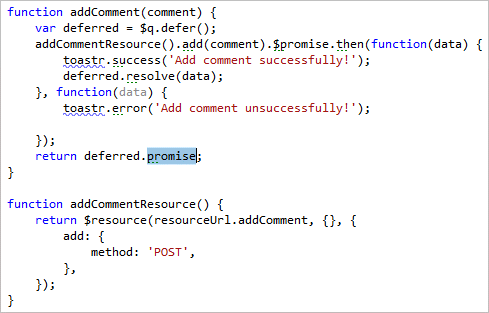 function addComment(comment) {
    var deferred = $q.defer();
    addCommentResource().add(comment).$promise.then(function(data) {
        toastr.success('Add comment successfully!');
        deferred.resolve(data);
    }, function(data) {
        toastr.error('Add comment unsuccessfully!');

    });
    return deferred.promise;
}

function addCommentResource() {
    return $resource(resourceUrl.addComment, {}, {
        add: {
            method: 'POST',
        },
    });
}